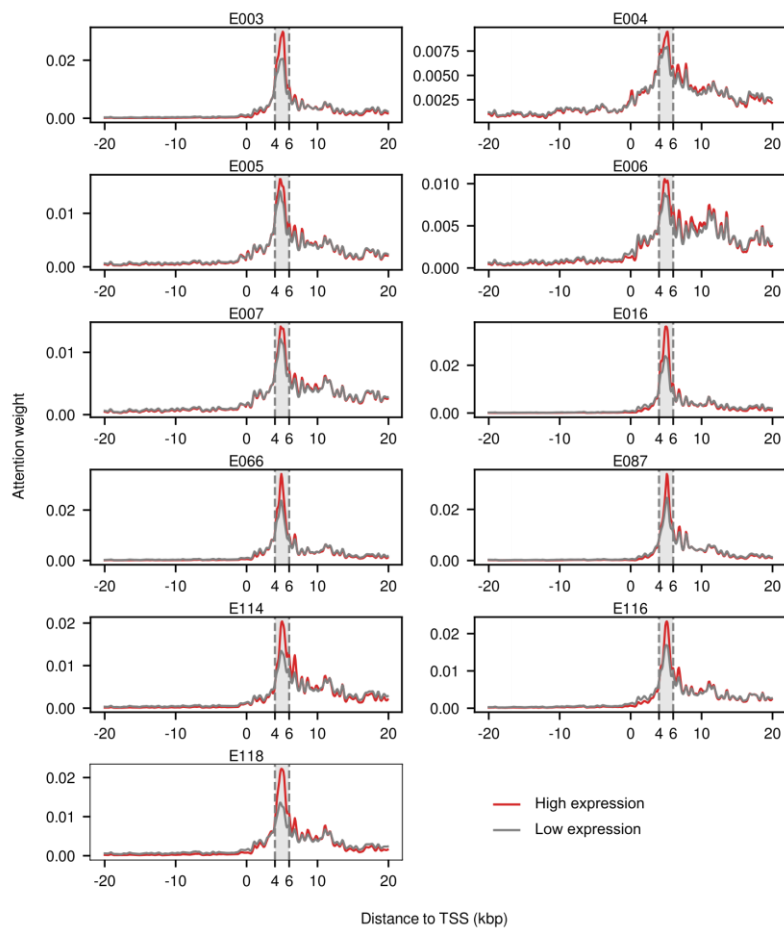 E003
E004
0.02
0.00
0.0075
0.0050
0.0025
-20 -10 0 4 6 10 20
-20 -10 0 4 6 10 20
E005
E006
0.01
0.00
0.010
0.005
0.000
-20 -10 0 4 6 10 20
-20 -10 0 4 6 10 20
E007
E016
0.01
0.00
0.02
0.00
-20 -10 0 4 6 10 20
-20 -10 0 4 6 10 20
Attention weight
E066
E087
0.02
0.00
0.02
0.00
-20 -10 0 4 6 10 20
-20 -10 0 4 6 10 20
E114
E116
0.02
0.01
0.00
0.02
0.01
0.00
-20 -10 0 4 6 10 20
-20 -10 0 4 6 10 20
E118
0.02
0.01
0.00
-20 -10 0 4 6 10 20
High expression
Low expression
Distance to TSS (kbp)